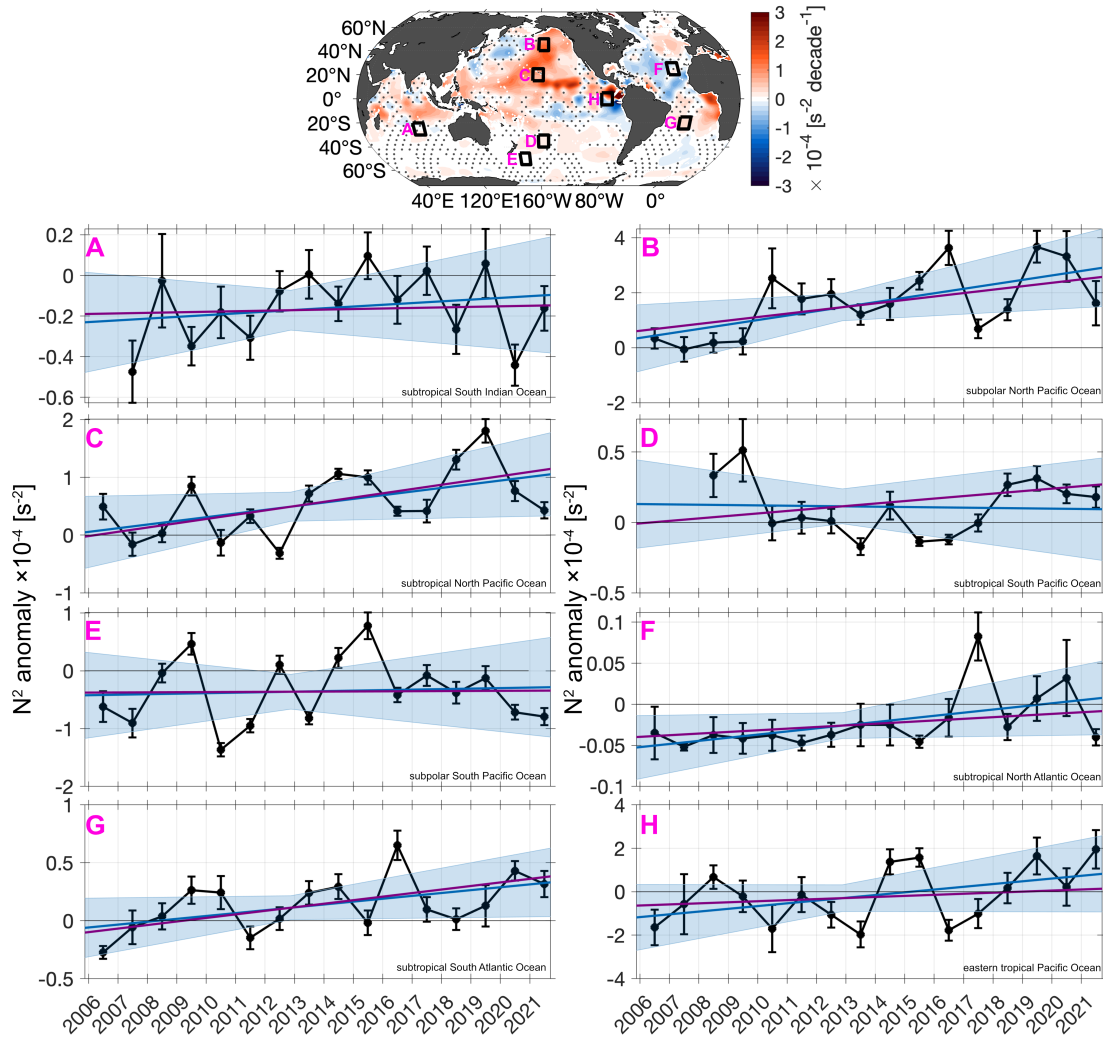 60°N
40°N
20°N
0°
20°S
40°S
60°S
40°E 120°E 160°W 80°W 0°
A
B
C
D
E
F
G
H
3
2
1
0
-1
-2
-3
× 10⁻⁴ [s⁻² decade⁻¹]
N² anomaly ×10⁻⁴ [s⁻²]
N² anomaly ×10⁻⁴ [s⁻²]
A
0.2
0
-0.2
-0.4
-0.6
subtropical South Indian Ocean
B
4
2
0
-2
subpolar North Pacific Ocean
C
2
1
0
-1
subtropical North Pacific Ocean
D
0.5
0
-0.5
subtropical South Pacific Ocean
E
1
0
-1
-2
subpolar South Pacific Ocean
F
0.1
0.05
0
-0.05
-0.1
subtropical North Atlantic Ocean
G
1
0.5
0
-0.5
subtropical South Atlantic Ocean
H
4
2
0
-2
-4
eastern tropical Pacific Ocean
2006 2007 2008 2009 2010 2011 2012 2013 2014 2015 2016 2017 2018 2019 2020 2021
2006 2007 2008 2009 2010 2011 2012 2013 2014 2015 2016 2017 2018 2019 2020 2021